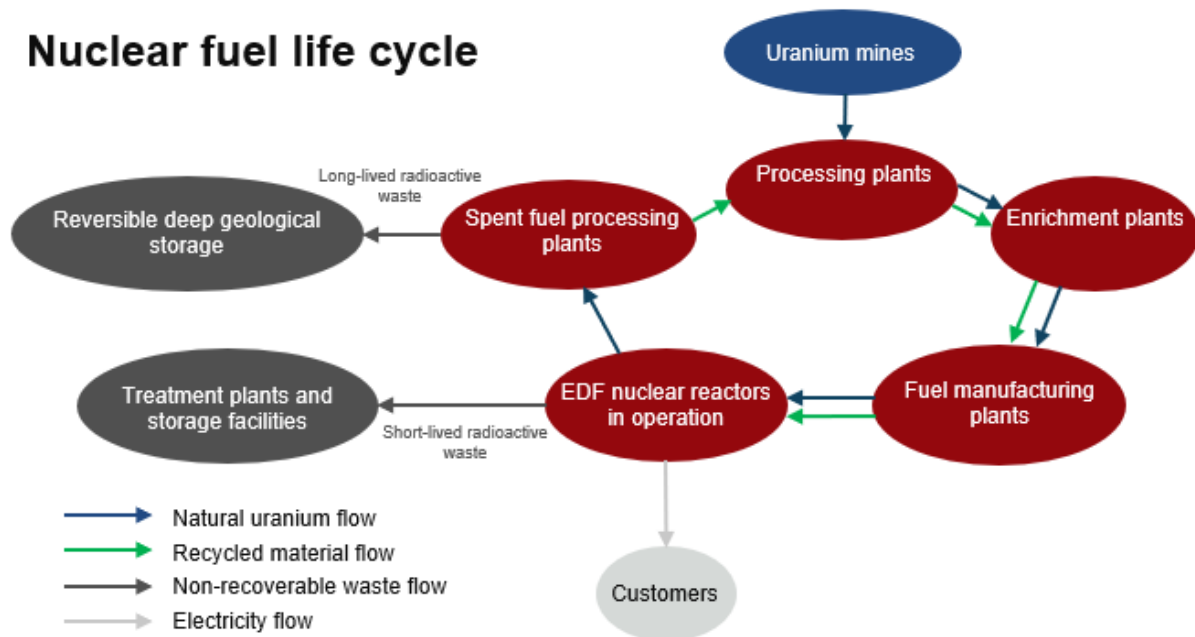 Nuclear fuel life cycle
Uranium mines
Processing plants
Long-lived radioactive
waste
Reversible deep geological
storage
Spent fuel processing
plants
Enrichment plants
Treatment plants and
storage facilities
EDF nuclear reactors
in operation
Fuel manufacturing
plants
Short-lived radioactive
waste
Natural uranium flow
Recycled material flow
Non-recoverable waste flow
Electricity flow
Customers